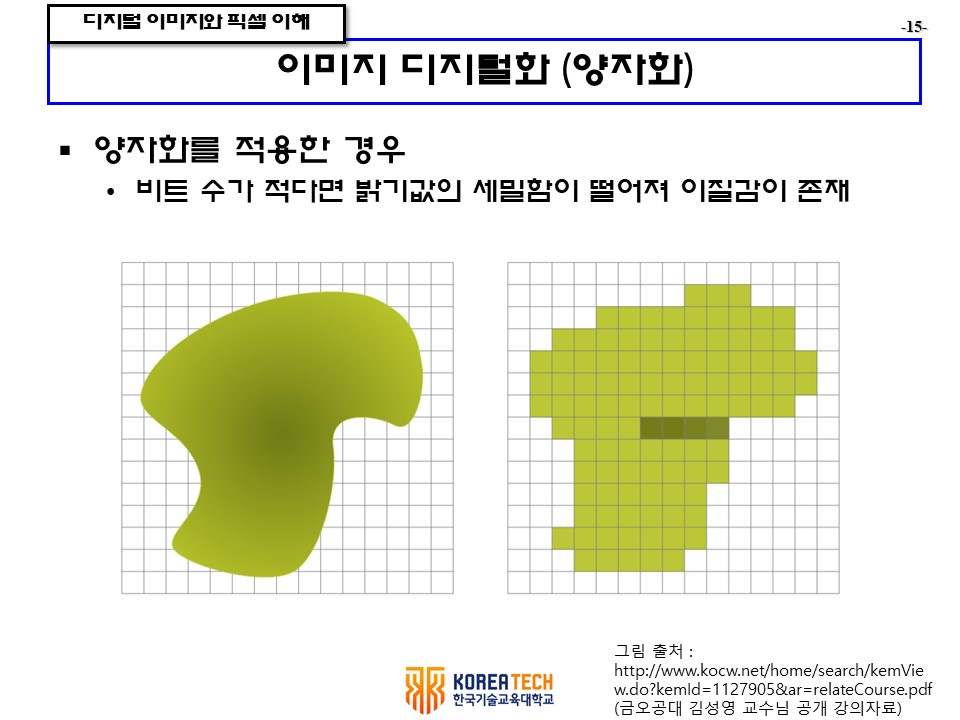 디지털 이미지와 픽셀 이해
-15-
이미지 디지털화 (양자화)
▪ 양자화를 적용한 경우
• 비트 수가 적다면 밝기값의 세밀함이 떨어져 이질감이 존재
그림 출처 :
http://www.kocw.net/home/search/kemVie
w.do?kemId=1127905&ar=relateCourse.pdf
(금오공대 김성영 교수님 공개 강의자료)
KOREATECH
한국기술교육대학교